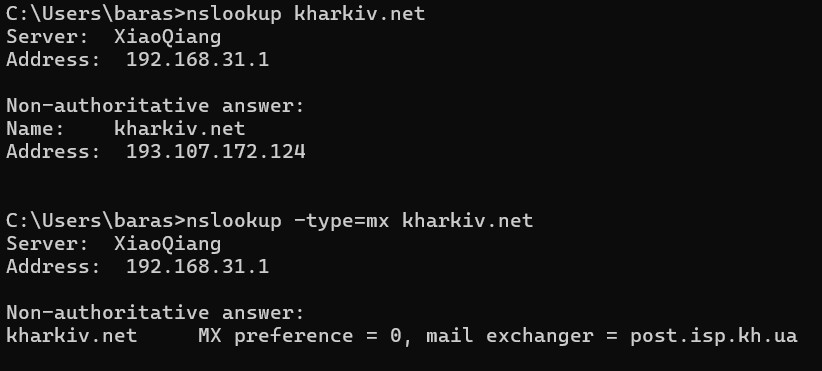 C:\Users\baras>nslookup kharkiv.net
Server:  XiaoQiang
Address:  192.168.31.1

Non-authoritative answer:
Name:    kharkiv.net
Address:  193.107.172.124


C:\Users\baras>nslookup -type=mx kharkiv.net
Server:  XiaoQiang
Address:  192.168.31.1

Non-authoritative answer:
kharkiv.net     MX preference = 0, mail exchanger = post.isp.kh.ua